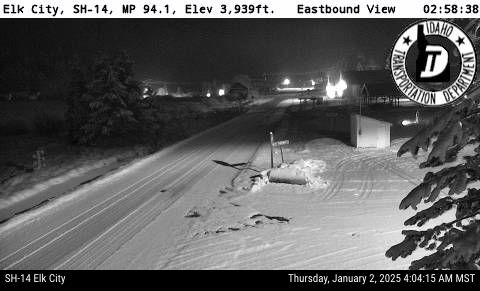 Elk City, SH-14, MP 94.1, Elev 3,939ft. Eastbound View 02:58:38
IDAHO
TRANSPORTATION DEPARTMENT
SH-14 Elk City Thursday, January 2, 2025 4:04:15 AM MST